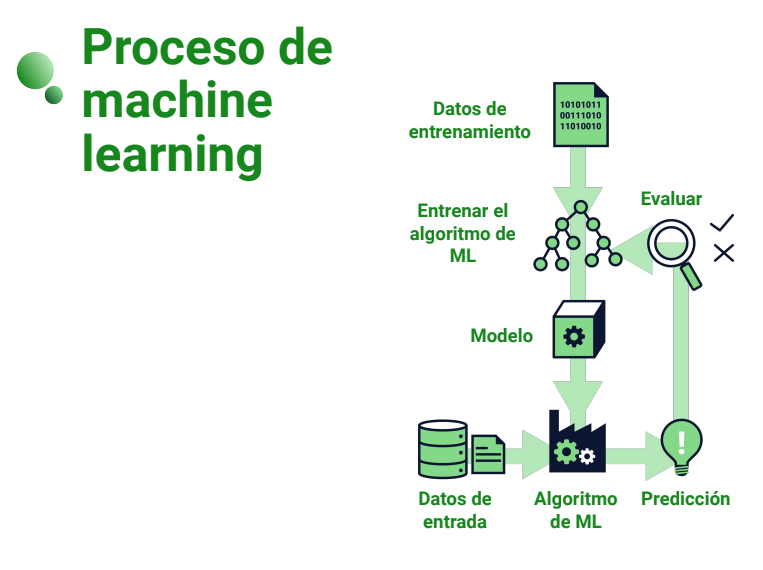 Proceso de
machine
learning
Datos de
entrenamiento
10101011
00111010
11010010
Entrenar el
algoritmo de
ML
Evaluar
Modelo
Datos de
entrada
Algoritmo
de ML
Predicción